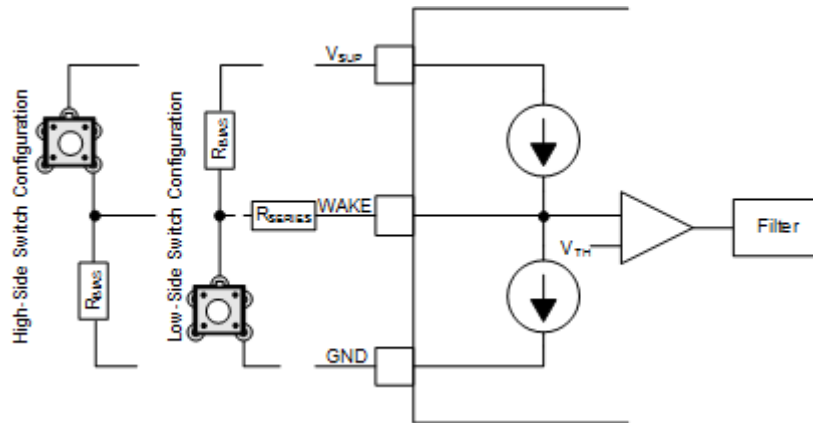 High-Side Switch Configuration
RBIAS
Low-Side Switch Configuration
RBIAS
VSUP
RSERIES
WAKE
GND
VTH
Filter